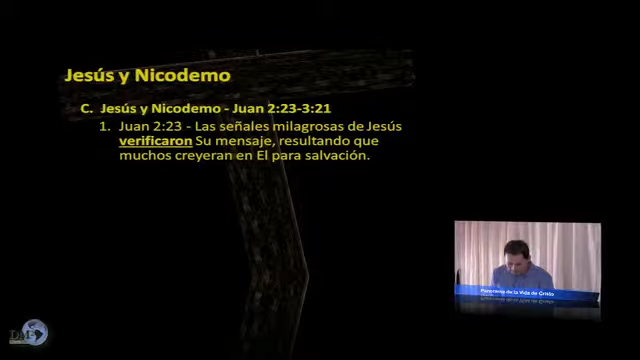 Jesús y Nicodemo
C. Jesús y Nicodemo - Juan 2:23-3:21
1. Juan 2:23 - Las señales milagrosas de Jesús
verificaron Su mensaje, resultando que
muchos creyeran en El para salvación.
Panorama de la Vida de Cristo